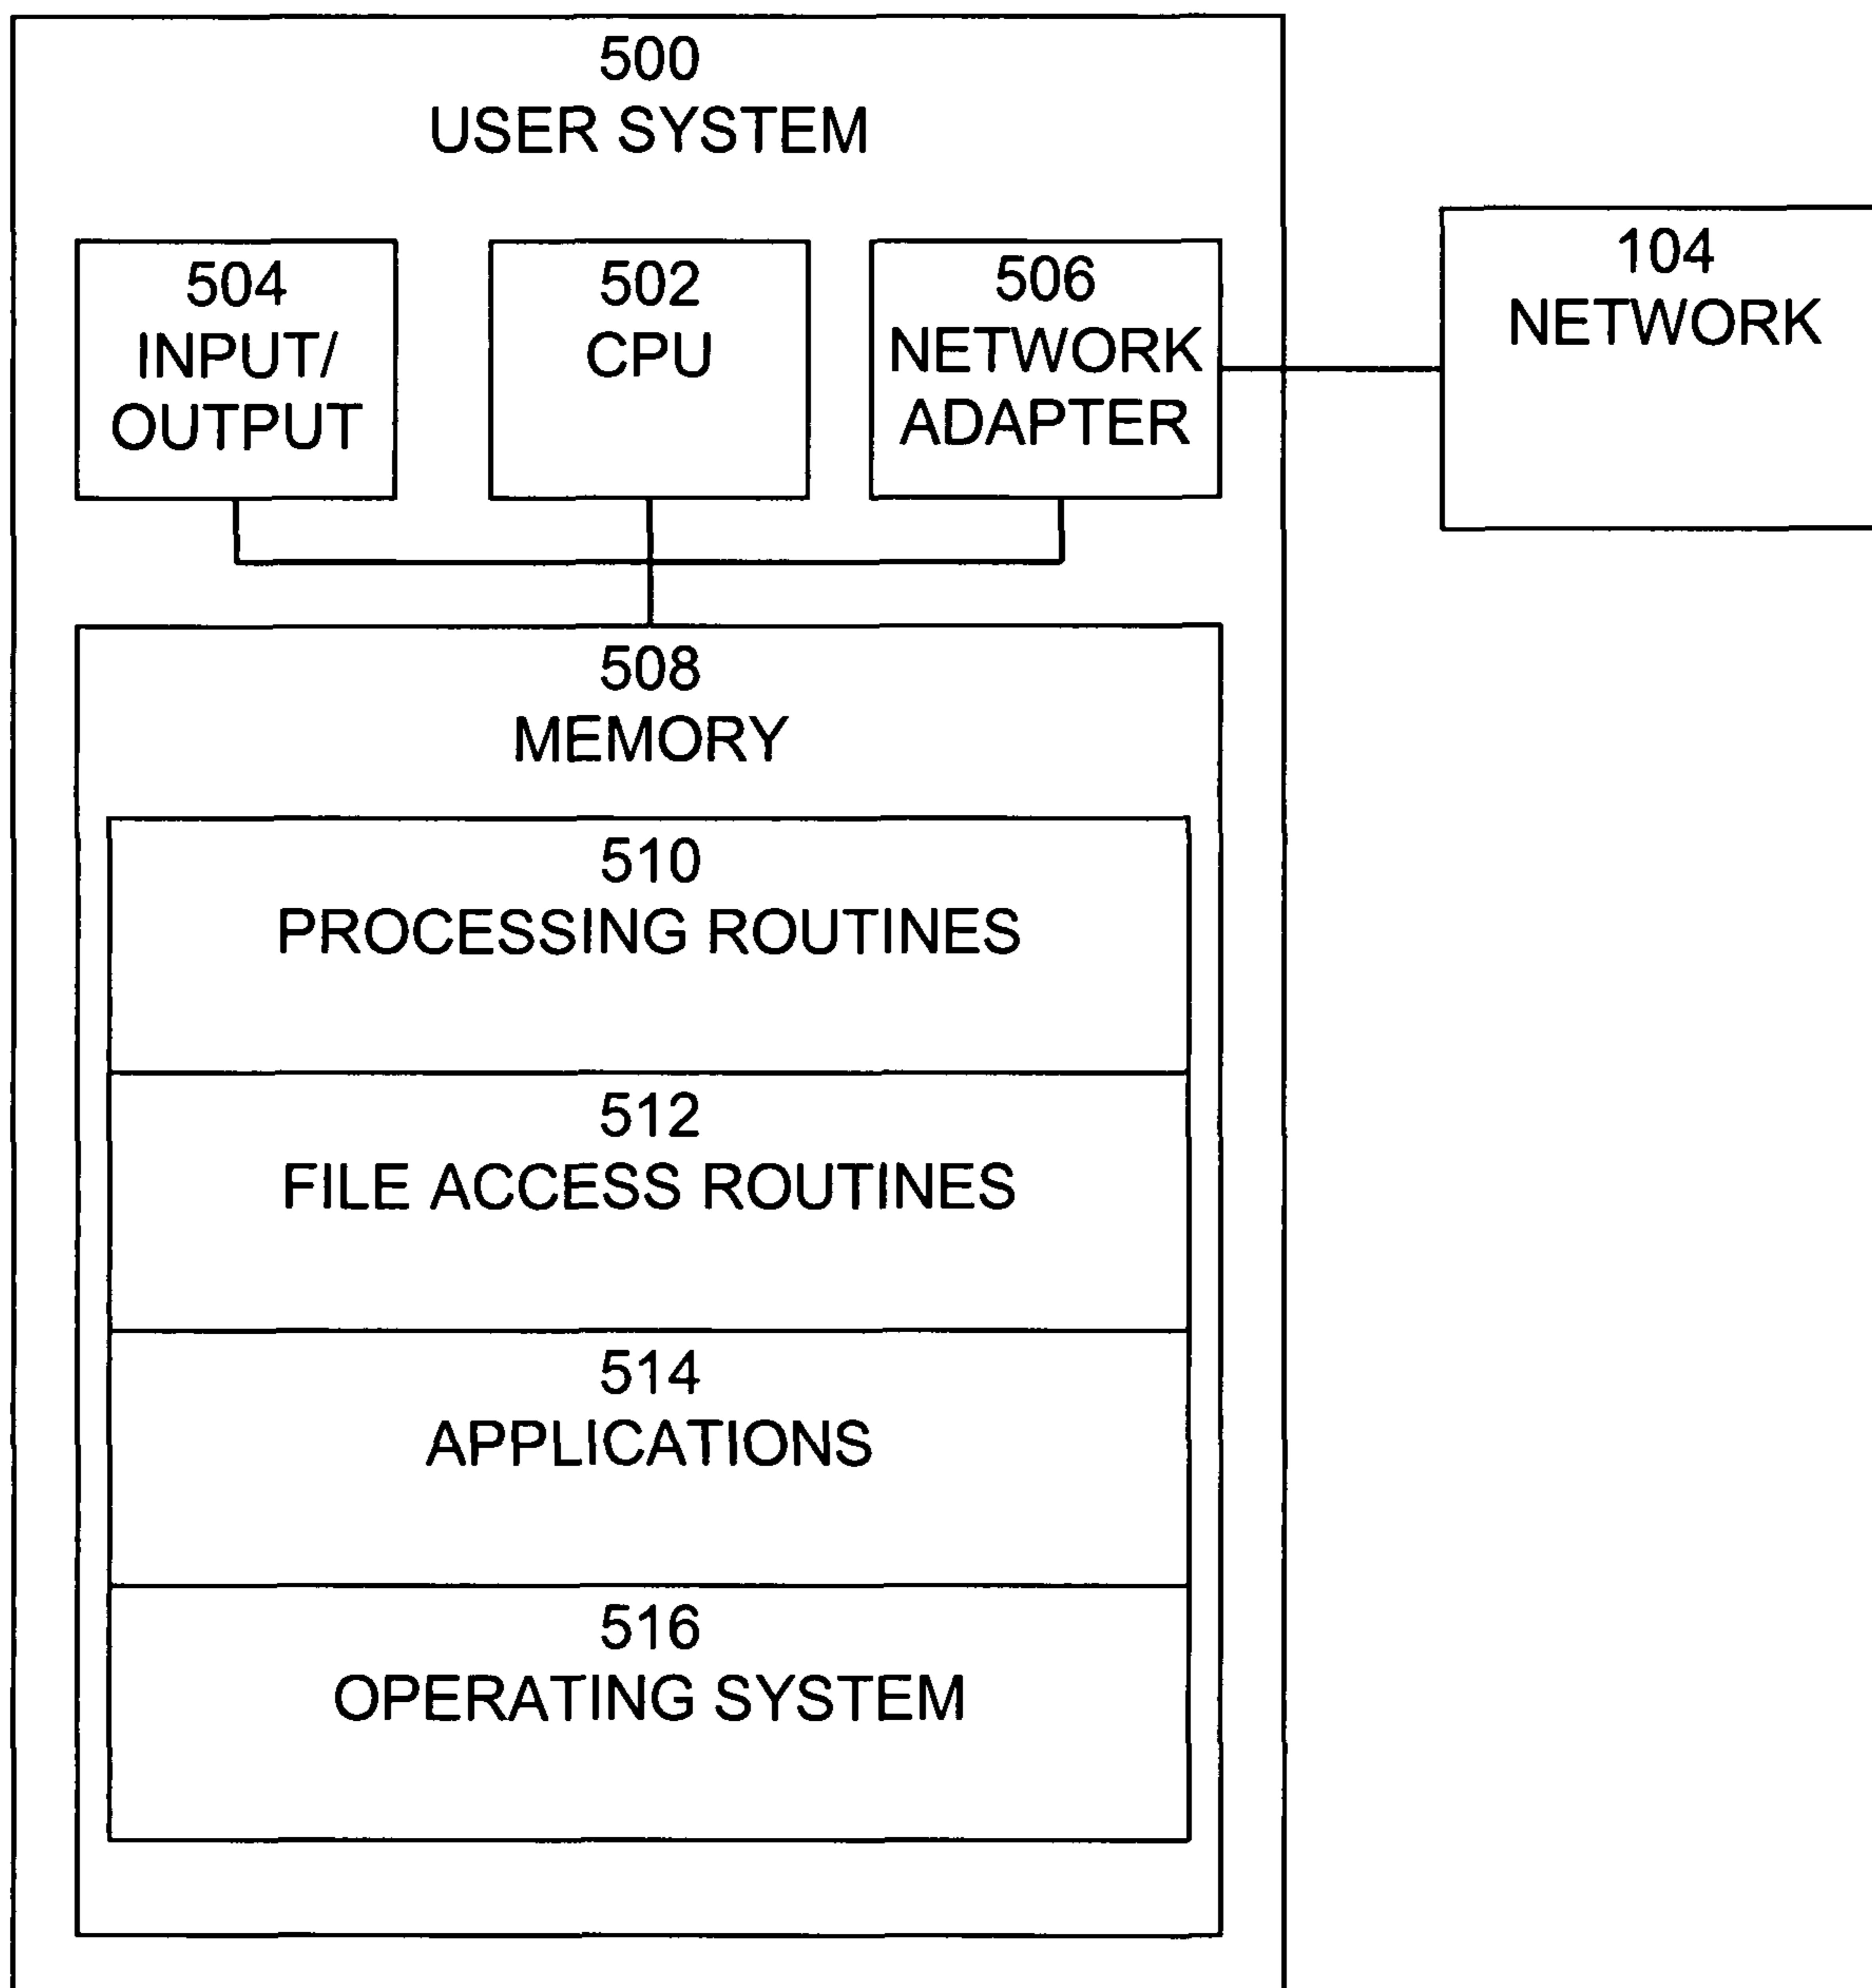 500
USER SYSTEM
504
INPUT/
OUTPUT
502
CPU
506
NETWORK
ADAPTER
104
NETWORK
508
MEMORY
510
PROCESSING ROUTINES
512
FILE ACCESS ROUTINES
514
APPLICATIONS
516
OPERATING SYSTEM